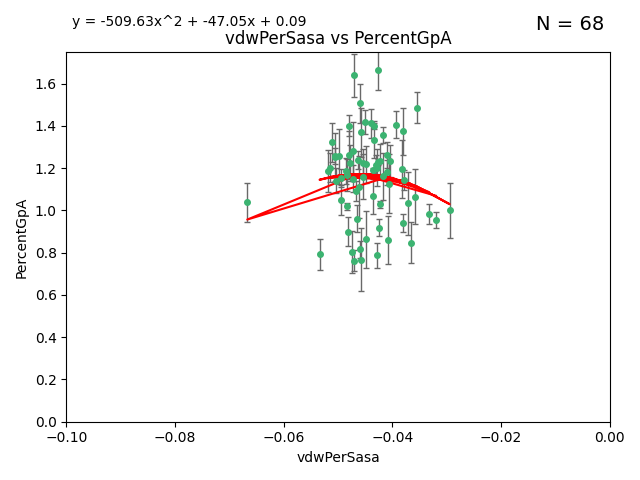 y = -509.63x^2 + -47.05x + 0.09
N = 68
vdwPerSasa vs PercentGpA
PercentGpA
1.6
1.4
1.2
1.0
0.8
0.6
0.4
0.2
0.0
−0.10 −0.08 −0.06 −0.04 −0.02 0.00
vdwPerSasa